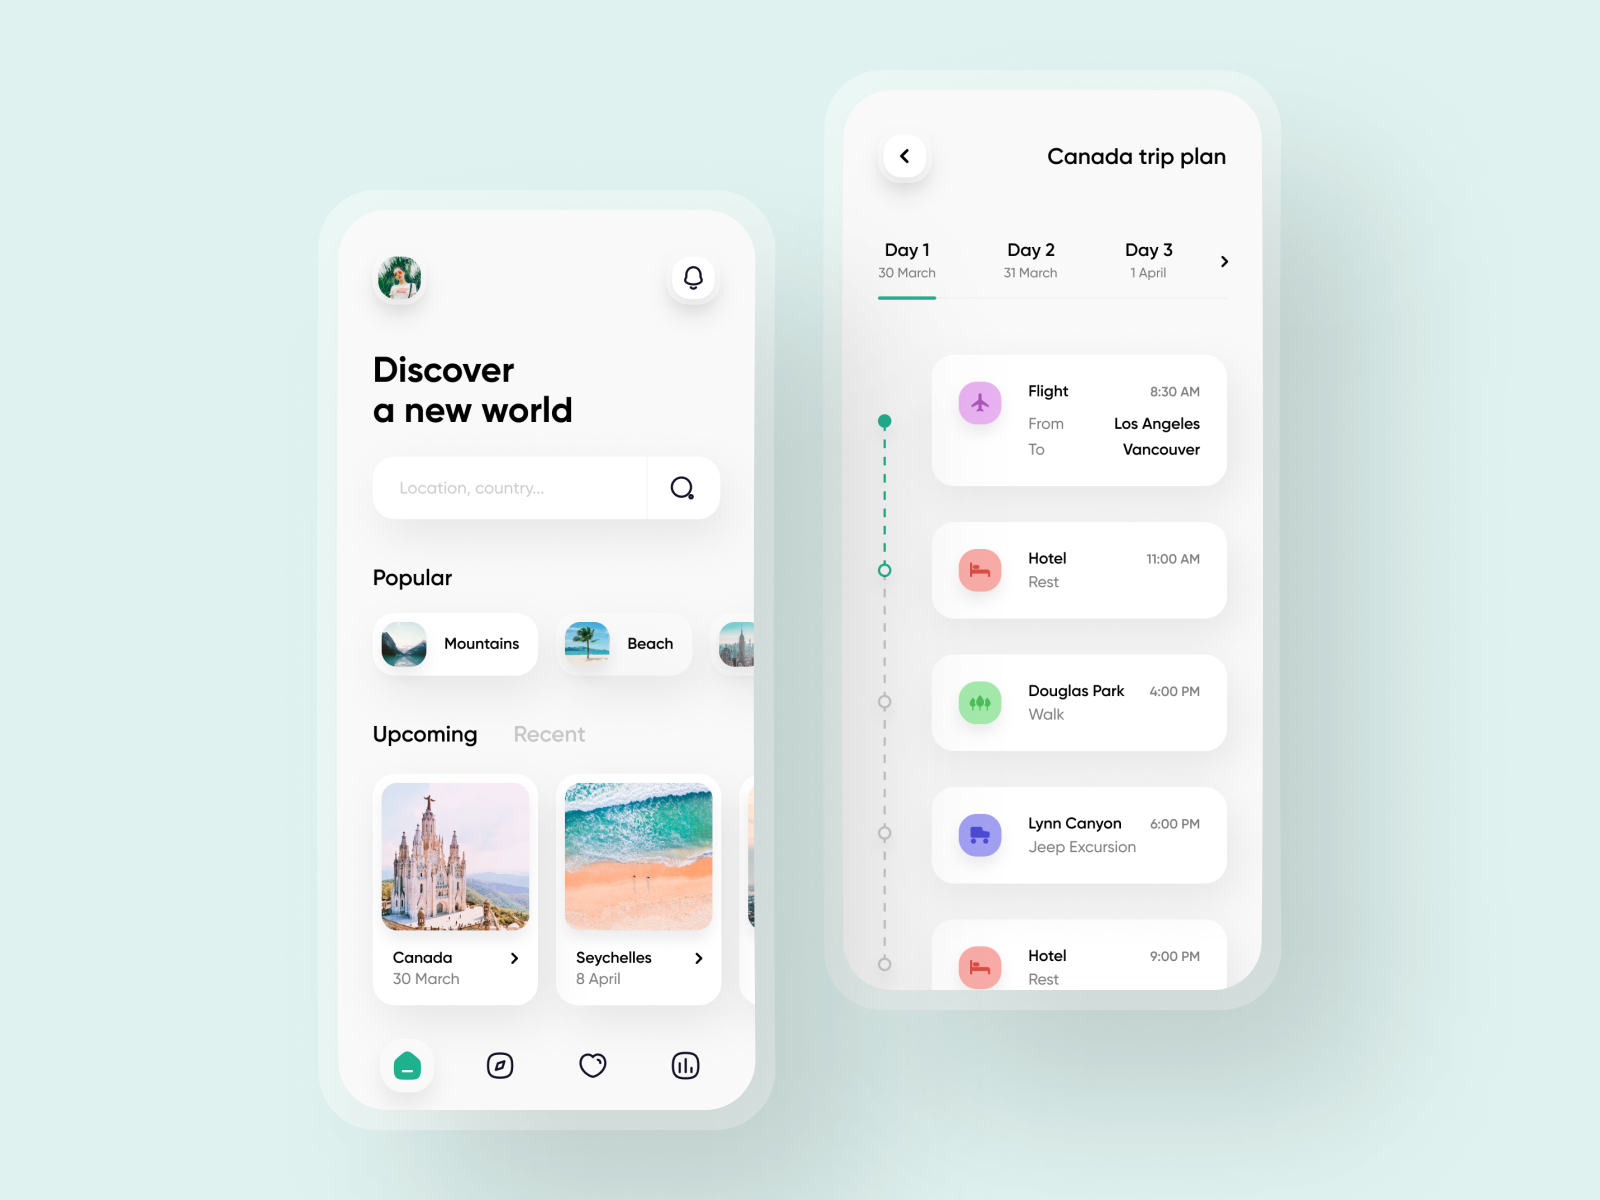 Discover
a new world
Location, country...
Popular
Mountains
Beach
Upcoming
Recent
Canada
30 March
Seychelles
8 April
Canada trip plan
Day 1
30 March
Day 2
31 March
Day 3
1 April
Flight
8:30 AM
From
Los Angeles
To
Vancouver
Hotel
11:00 AM
Rest
Douglas Park
4:00 PM
Walk
Lynn Canyon
6:00 PM
Jeep Excursion
Hotel
9:00 PM
Rest